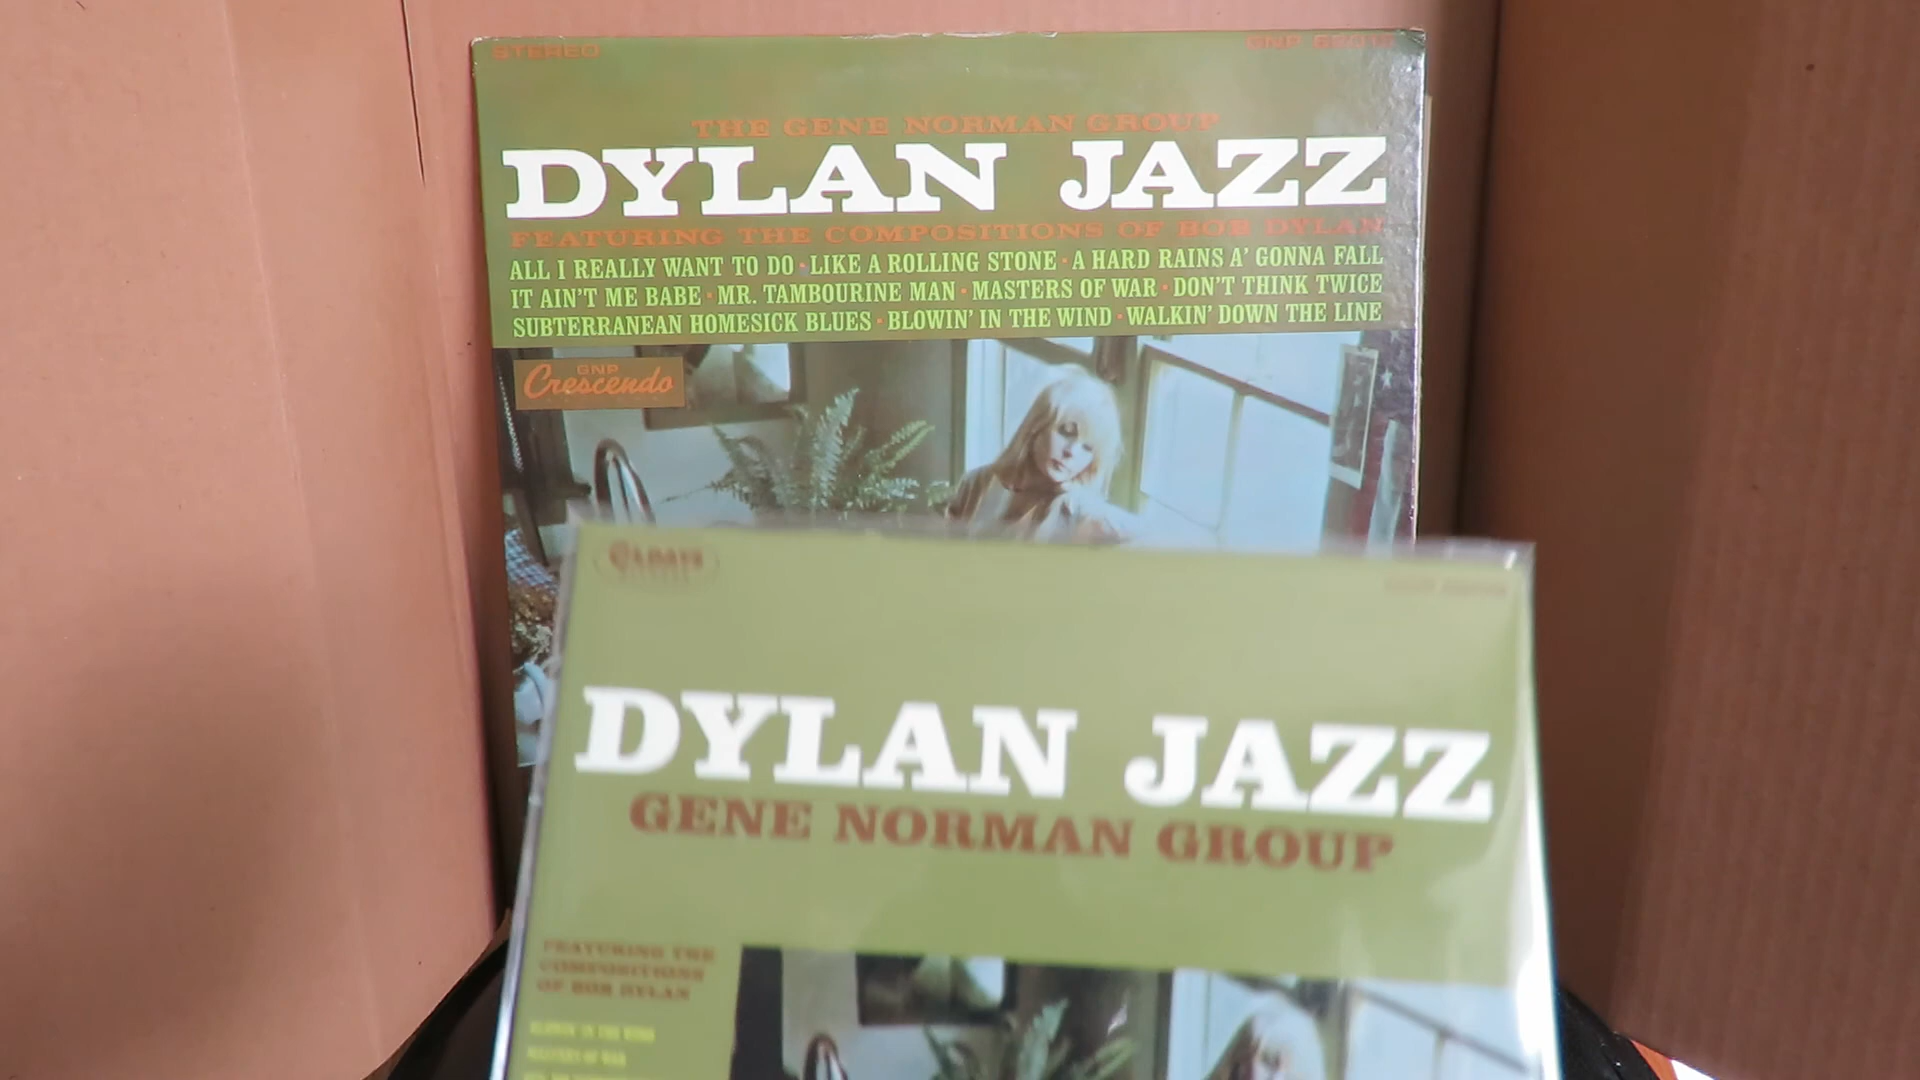 STEREO
THE GENE NORMAN GROUP
DYLAN JAZZ
FEATURING THE COMPOSITIONS OF BOB DYLAN
ALL I REALLY WANT TO DO · LIKE A ROLLING STONE · A HARD RAINS A' GONNA FALL
IT AIN'T ME BABE · MR. TAMBOURINE MAN · MASTERS OF WAR · DON'T THINK TWICE
SUBTERRANEAN HOMESICK BLUES · BLOWIN' IN THE WIND · WALKIN' DOWN THE LINE
GNP
Crescendo
DYLAN JAZZ
GENE NORMAN GROUP
FEATURING THE
COMPOSITIONS
OF BOB DYLAN
BLOWIN' IN THE WIND
MASTERS OF WAR